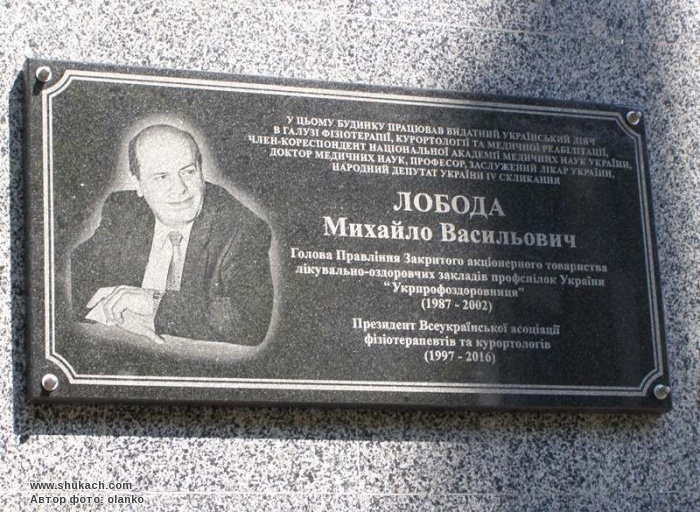 У ЦЬОМУ БУДИНКУ ПРАЦЮВАВ ВИДАТНИЙ УКРАЇНСЬКИЙ ДІЯЧ
В ГАЛУЗІ ФІЗІОТЕРАПІЇ, КУРОРТОЛОГІЇ ТА МЕДИЧНОЇ РЕАБІЛІТАЦІЇ,
ЧЛЕН-КОРЕСПОНДЕНТ НАЦІОНАЛЬНОЇ АКАДЕМІЇ МЕДИЧНИХ НАУК УКРАЇНИ,
ДОКТОР МЕДИЧНИХ НАУК, ПРОФЕСОР, ЗАСЛУЖЕНИЙ ЛІКАР УКРАЇНИ,
НАРОДНИЙ ДЕПУТАТ УКРАЇНИ IV СКЛИКАННЯ
ЛОБОДА
Михайло Васильович
Голова Правління Закритого акціонерного товариства
лікувально-оздоровчих закладів профспілок України
“Укрпрофоздоровниця”
(1987 - 2002)
Президент Всеукраїнської асоціації
фізіотерапевтів та курортологів
(1997 - 2016)
www.shukach.com
Автор фото: olanko